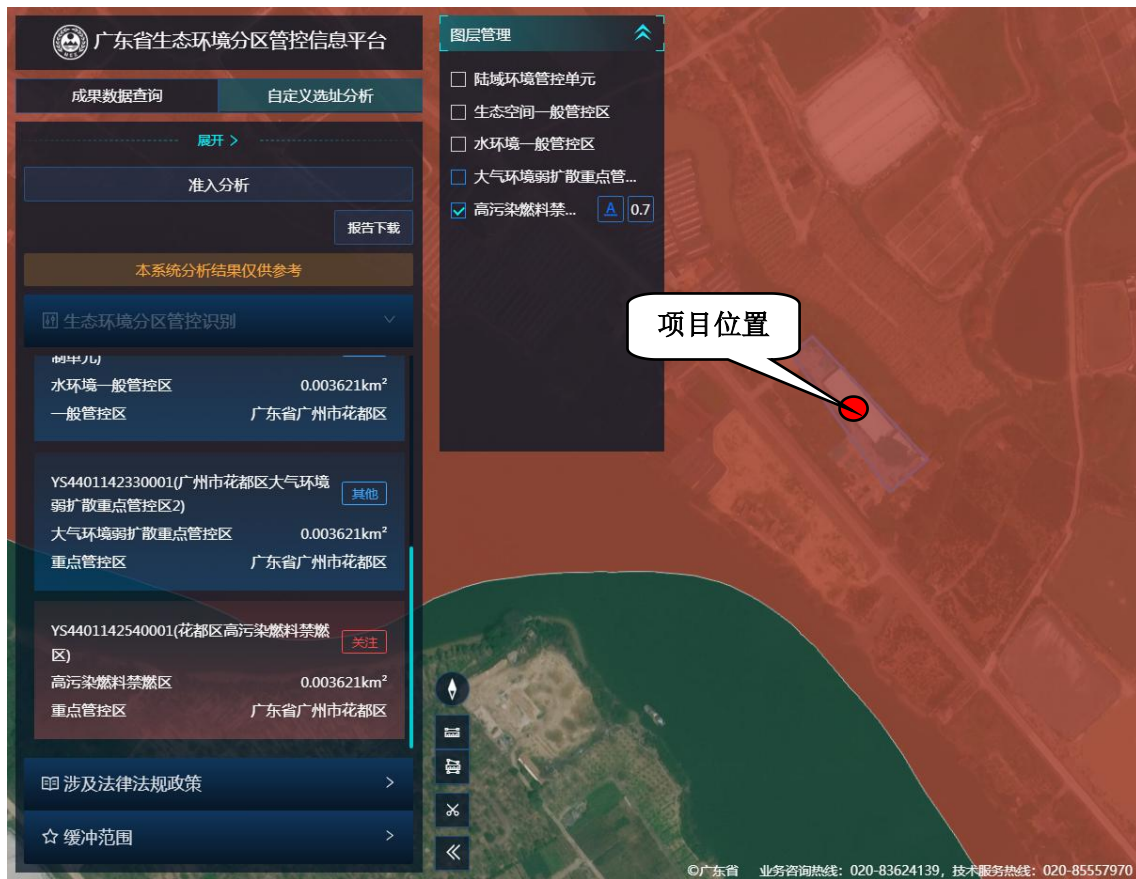 广东省生态环境分区管控信息平台
成果数据查询
自定义选址分析
展开 >
准入分析
报告下载
本系统分析结果仅供参考
生态环境分区管控识别
制单元)
水环境一般管控区 0.003621km²
一般管控区 广东省广州市花都区
YS4401142330001(广州市花都区大气环境
弱扩散重点管控区2)
其他
大气环境弱扩散重点管控区 0.003621km²
重点管控区 广东省广州市花都区
YS4401142540001(花都区高污染燃料禁燃
区)
关注
高污染燃料禁燃区 0.003621km²
重点管控区 广东省广州市花都区
涉及法律法规政策
缓冲范围
图层管理
陆域环境管控单元
生态空间一般管控区
水环境一般管控区
大气环境弱扩散重点管...
高污染燃料禁... A 0.7
项目位置
©广东省 业务咨询热线：020-83624139，技术服务热线：020-85557970